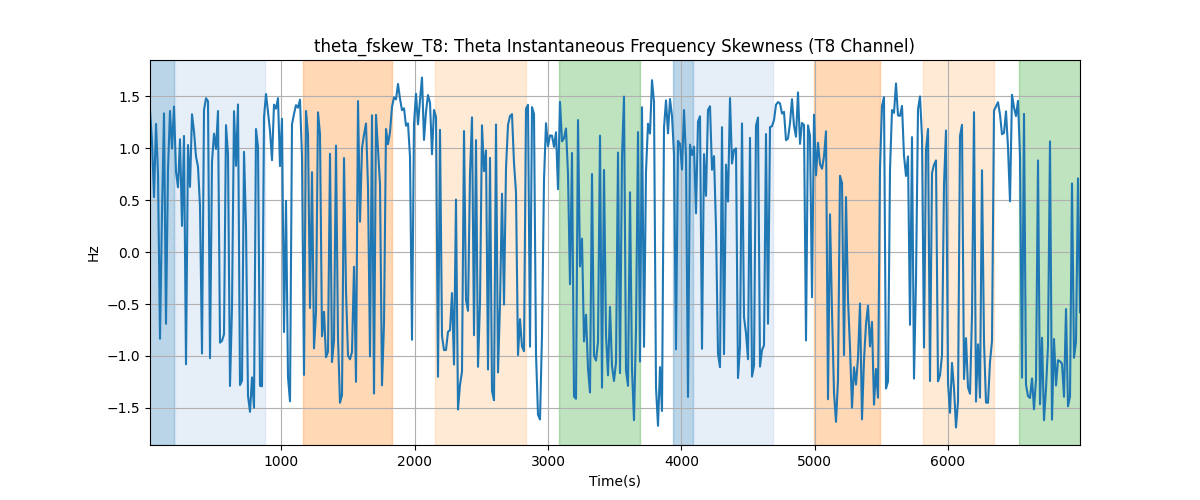 theta_fskew_T8: Theta Instantaneous Frequency Skewness (T8 Channel)
1.5
1.0
0.5
0.0
−0.5
−1.0
−1.5
Hz
1000 2000 3000 4000 5000 6000
Time(s)